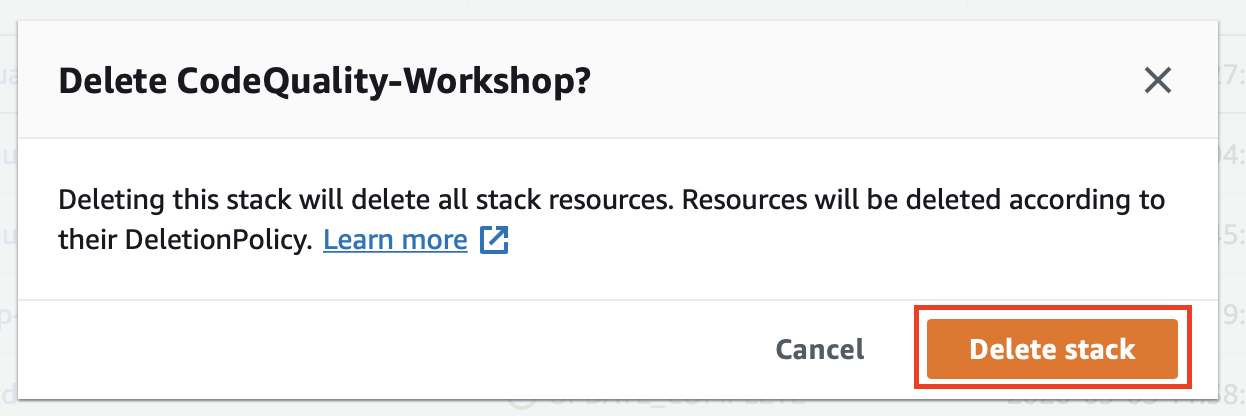 Delete CodeQuality-Workshop?
Deleting this stack will delete all stack resources. Resources will be deleted according to
their DeletionPolicy. Learn more
Cancel
Delete stack